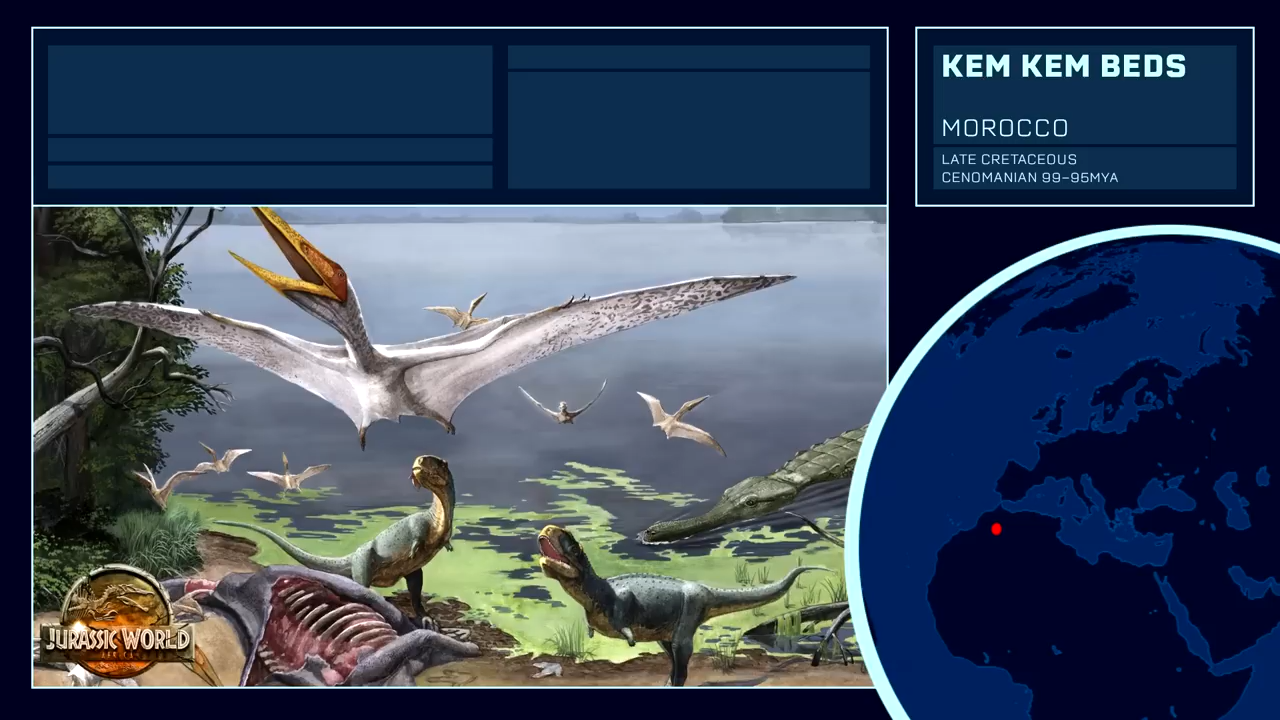 KEM KEM BEDS
MOROCCO
LATE CRETACEOUS
CENOMANIAN 99–95MYA
JURASSIC WORLD